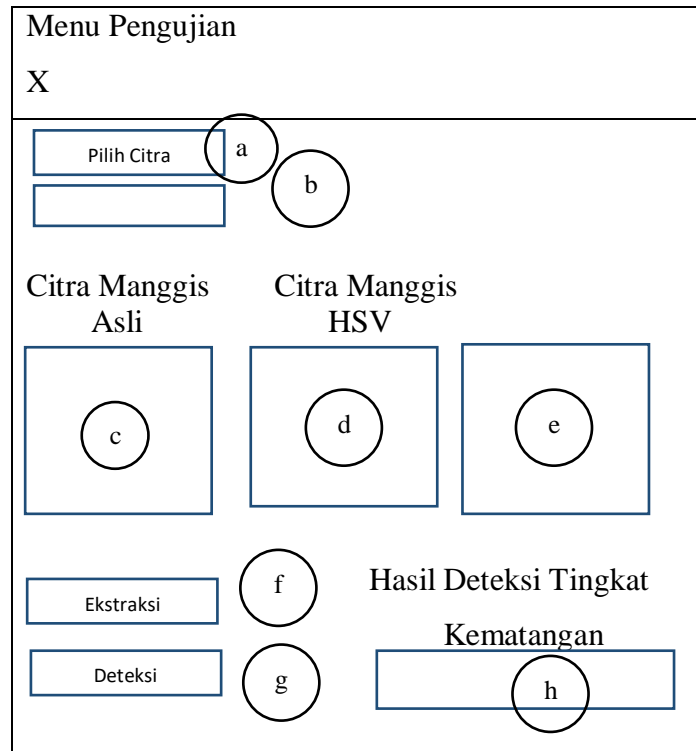 Menu Pengujian
X
Pilih Citra
a
b
Citra Manggis
Asli
Citra Manggis
HSV
c
d
e
Ekstraksi
f
Hasil Deteksi Tingkat
Kematangan
Deteksi
g
h